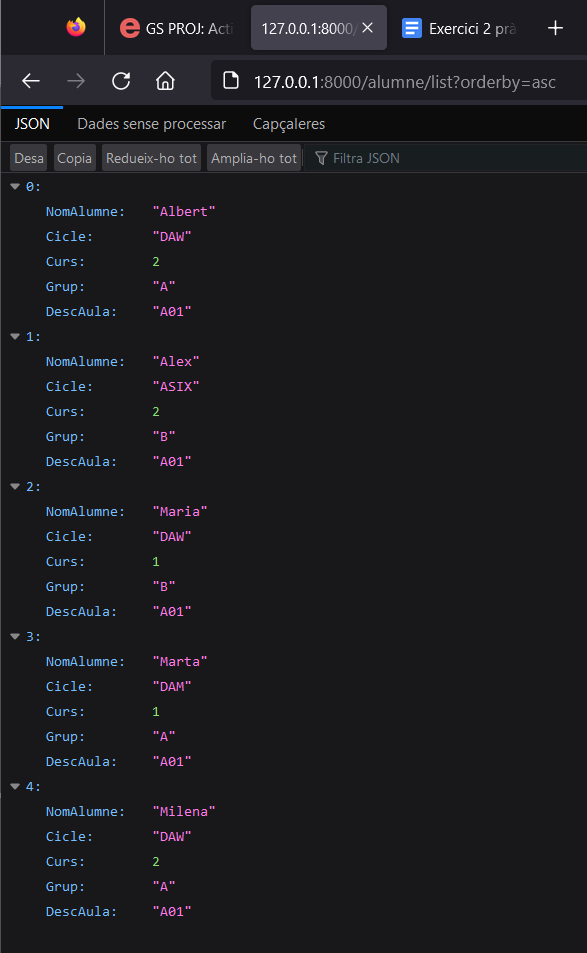 GS PROJ: Acti
127.0.0.1:8000/
Exercici 2 prà
127.0.0.1:8000/alumne/list?orderby=asc
JSON Dades sense processar Capçaleres
Desa Copia Redueix-ho tot Amplia-ho tot Filtra JSON
0:
NomAlumne: "Albert"
Cicle: "DAW"
Curs: 2
Grup: "A"
DescAula: "A01"
1:
NomAlumne: "Alex"
Cicle: "ASIX"
Curs: 2
Grup: "B"
DescAula: "A01"
2:
NomAlumne: "Maria"
Cicle: "DAW"
Curs: 1
Grup: "B"
DescAula: "A01"
3:
NomAlumne: "Marta"
Cicle: "DAM"
Curs: 1
Grup: "A"
DescAula: "A01"
4:
NomAlumne: "Milena"
Cicle: "DAW"
Curs: 2
Grup: "A"
DescAula: "A01"